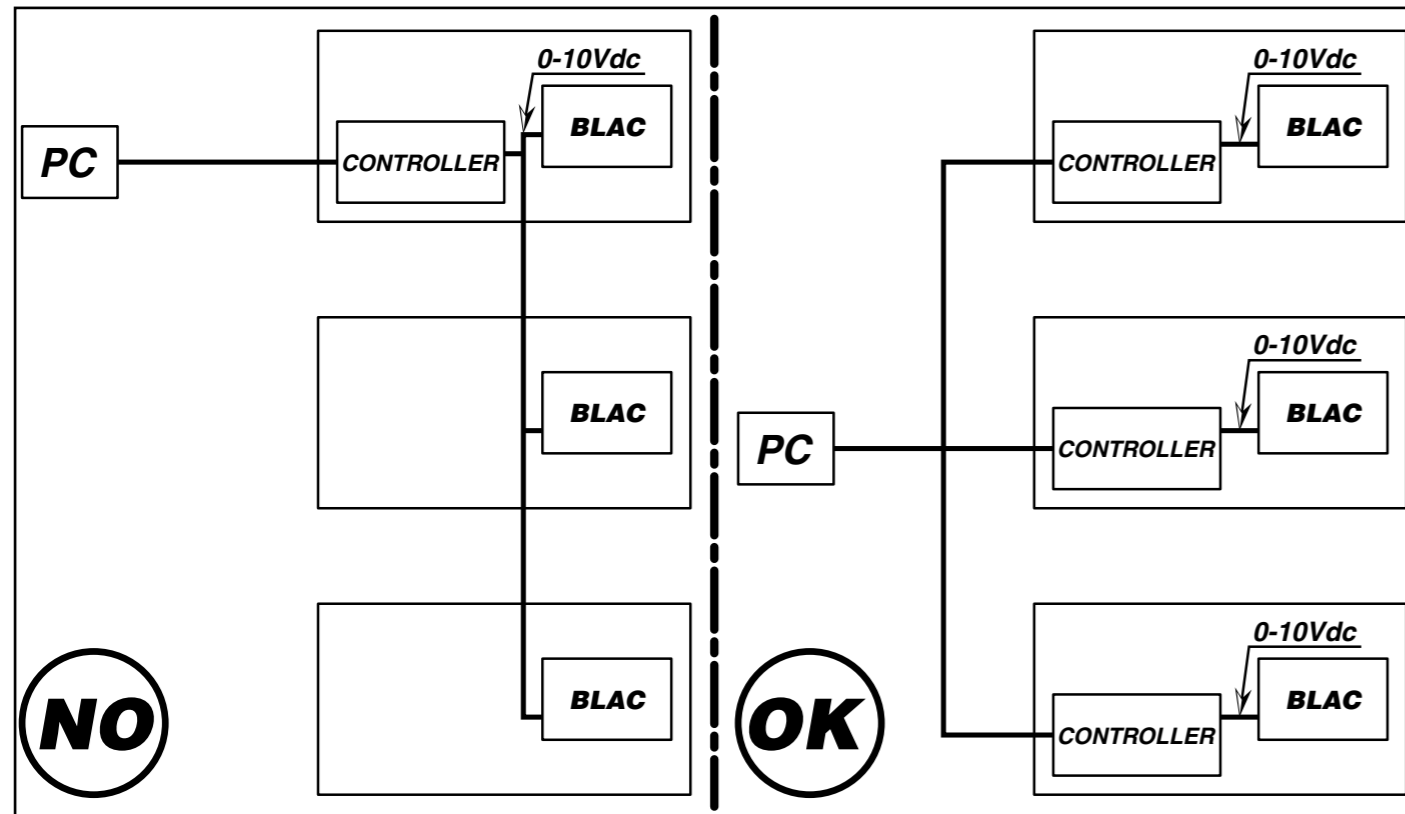 0-10Vdc
BLAC
PC
CONTROLLER
BLAC
BLAC
NO
0-10Vdc
BLAC
CONTROLLER
0-10Vdc
BLAC
PC
CONTROLLER
0-10Vdc
BLAC
OK
CONTROLLER